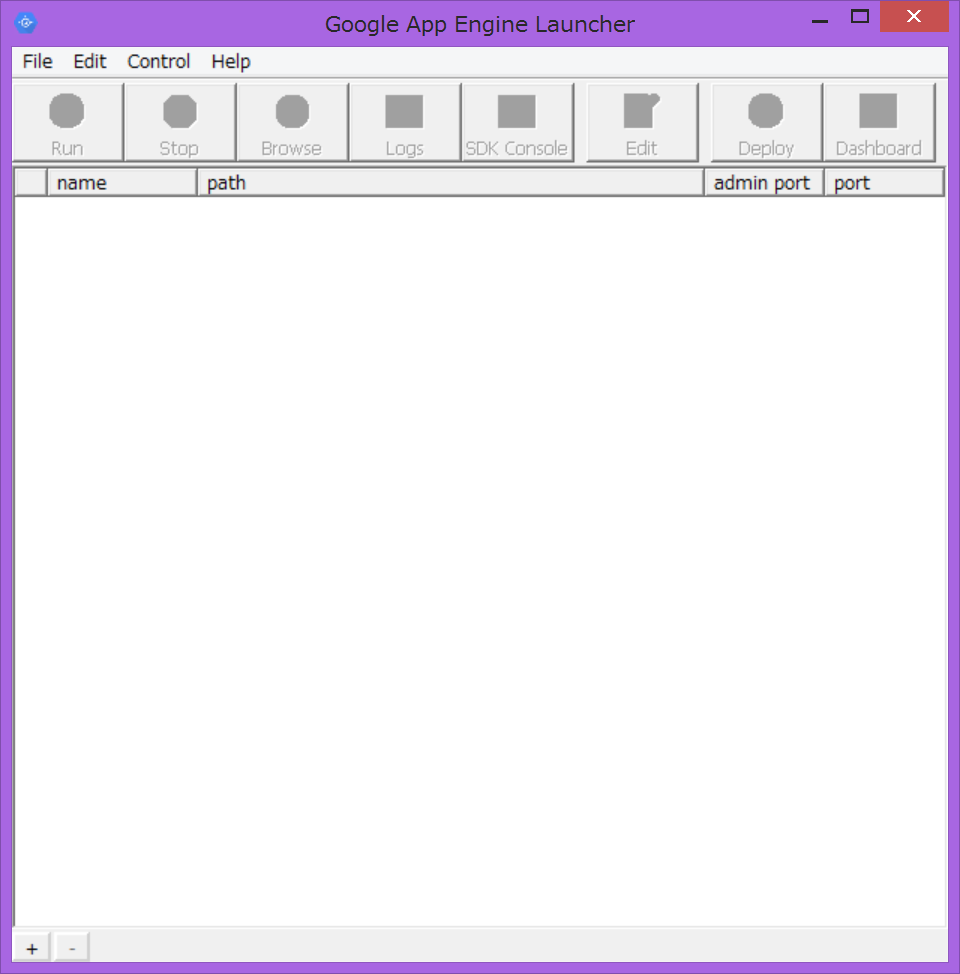 Google App Engine Launcher
File Edit Control Help
Run Stop Browse Logs SDK Console Edit Deploy Dashboard
name path admin port port
+ -